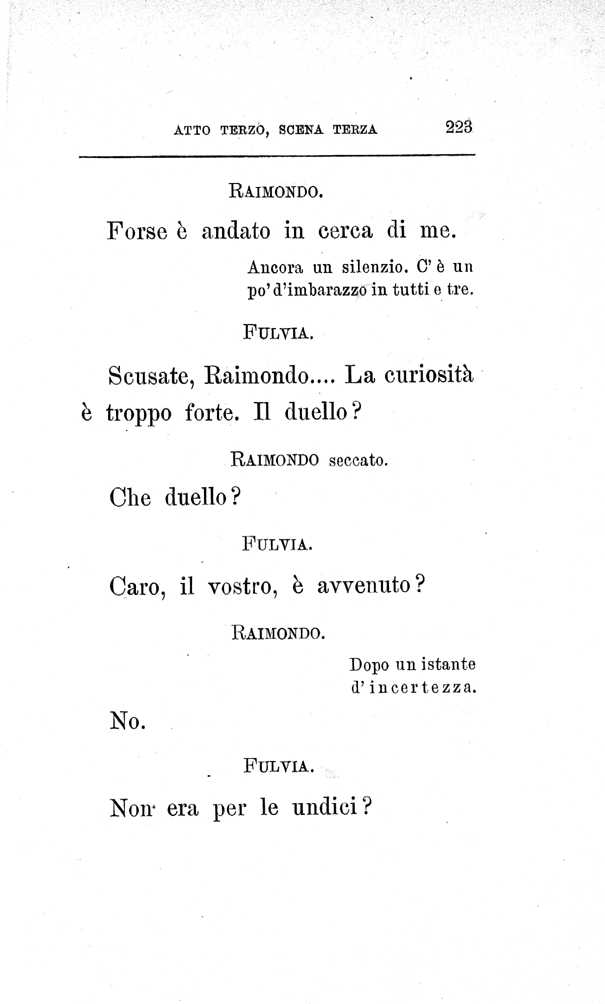 ATTO TERZO, SCENA TERZA 223
RAIMONDO.
Forse è andato in cerca di me.
Ancora un silenzio. C' è un
po' d'imbarazzo in tutti e tre.
FULVIA.
Scusate, Raimondo.... La curiosità
è troppo forte. Il duello?
RAIMONDO seccato.
Che duello?
FULVIA.
Caro, il vostro, è avvenuto?
RAIMONDO.
Dopo un istante
d' incertezza.
No.
FULVIA.
Non era per le undici?